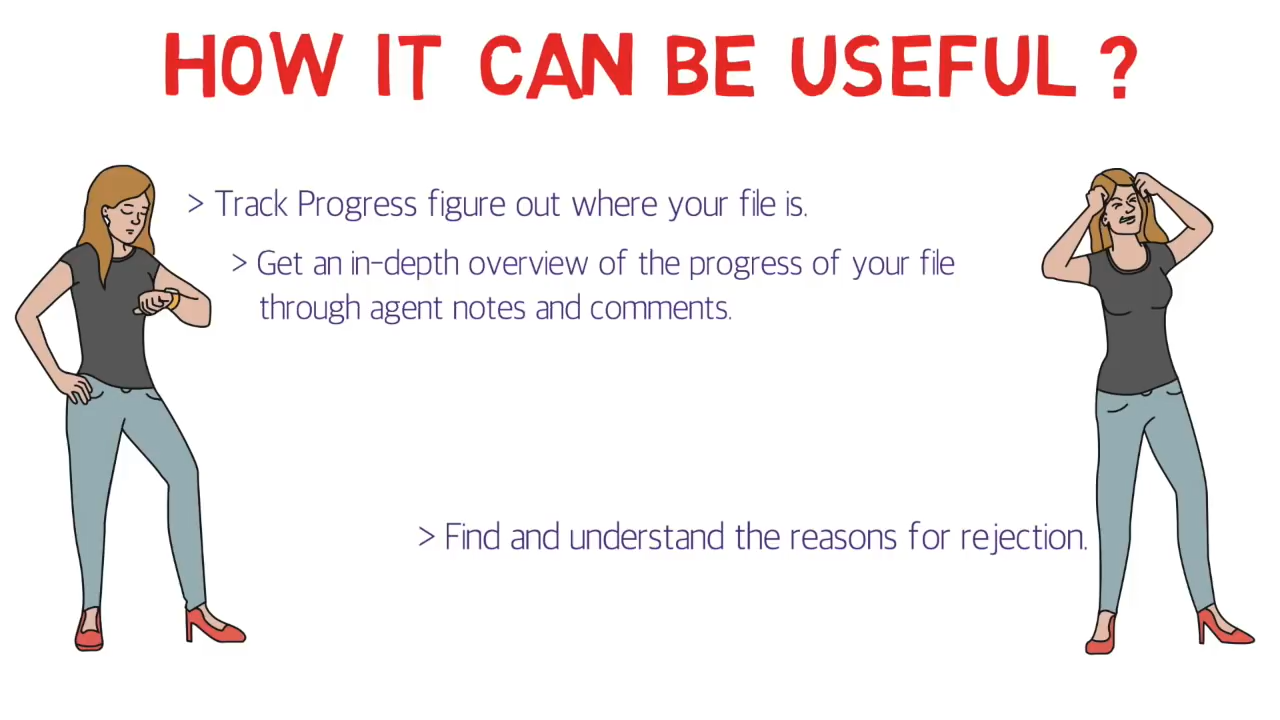 HOW IT CAN BE USEFUL ?
> Track Progress figure out where your file is.
> Get an in-depth overview of the progress of your file
through agent notes and comments.
> Find and understand the reasons for rejection.